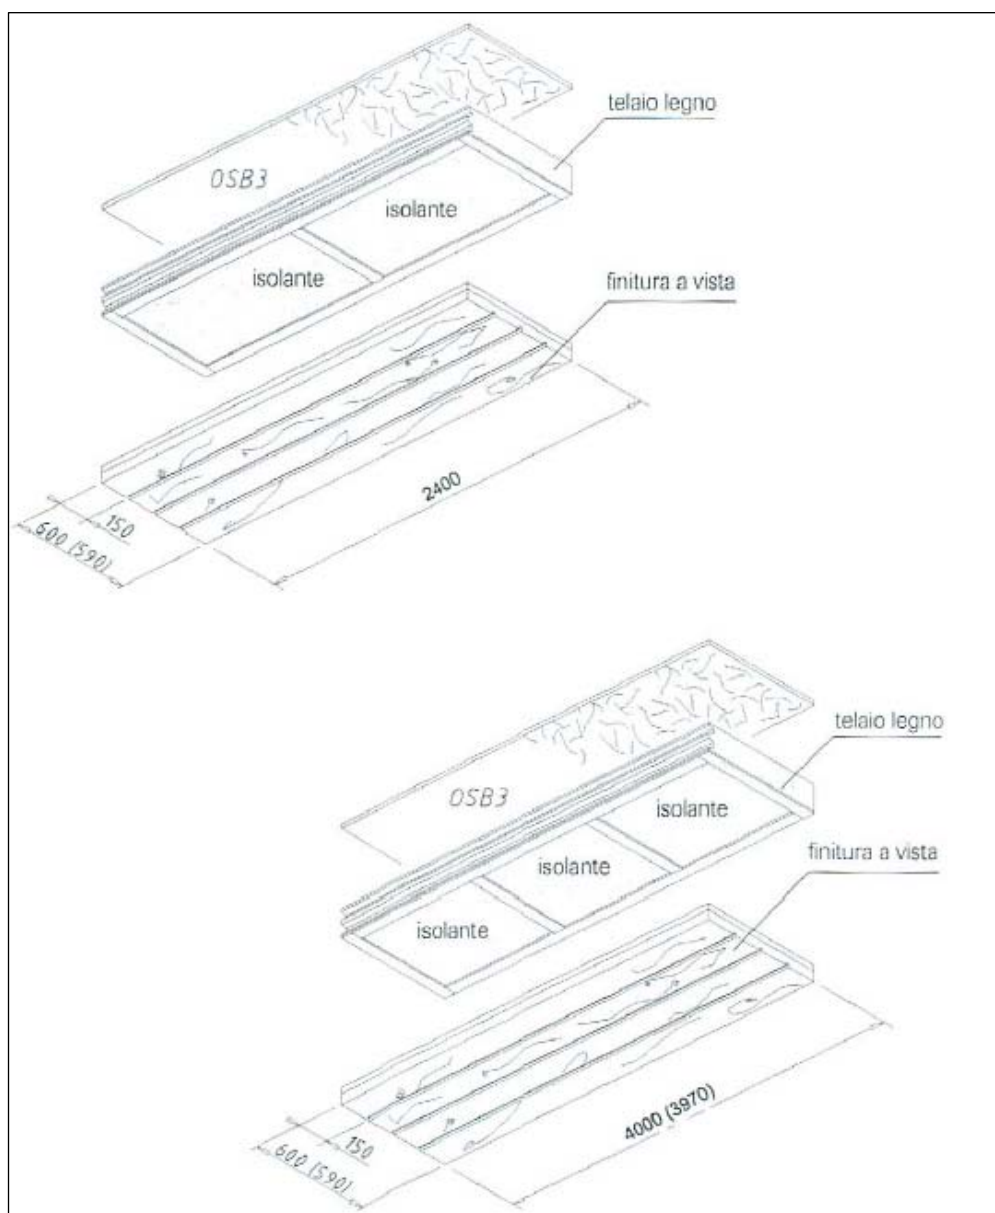 telaio legno
OSB3
isolante
isolante
finitura a vista
2400
150
600 (590)
telaio legno
OSB3
isolante
isolante
isolante
finitura a vista
4000 (3970)
150
600 (590)